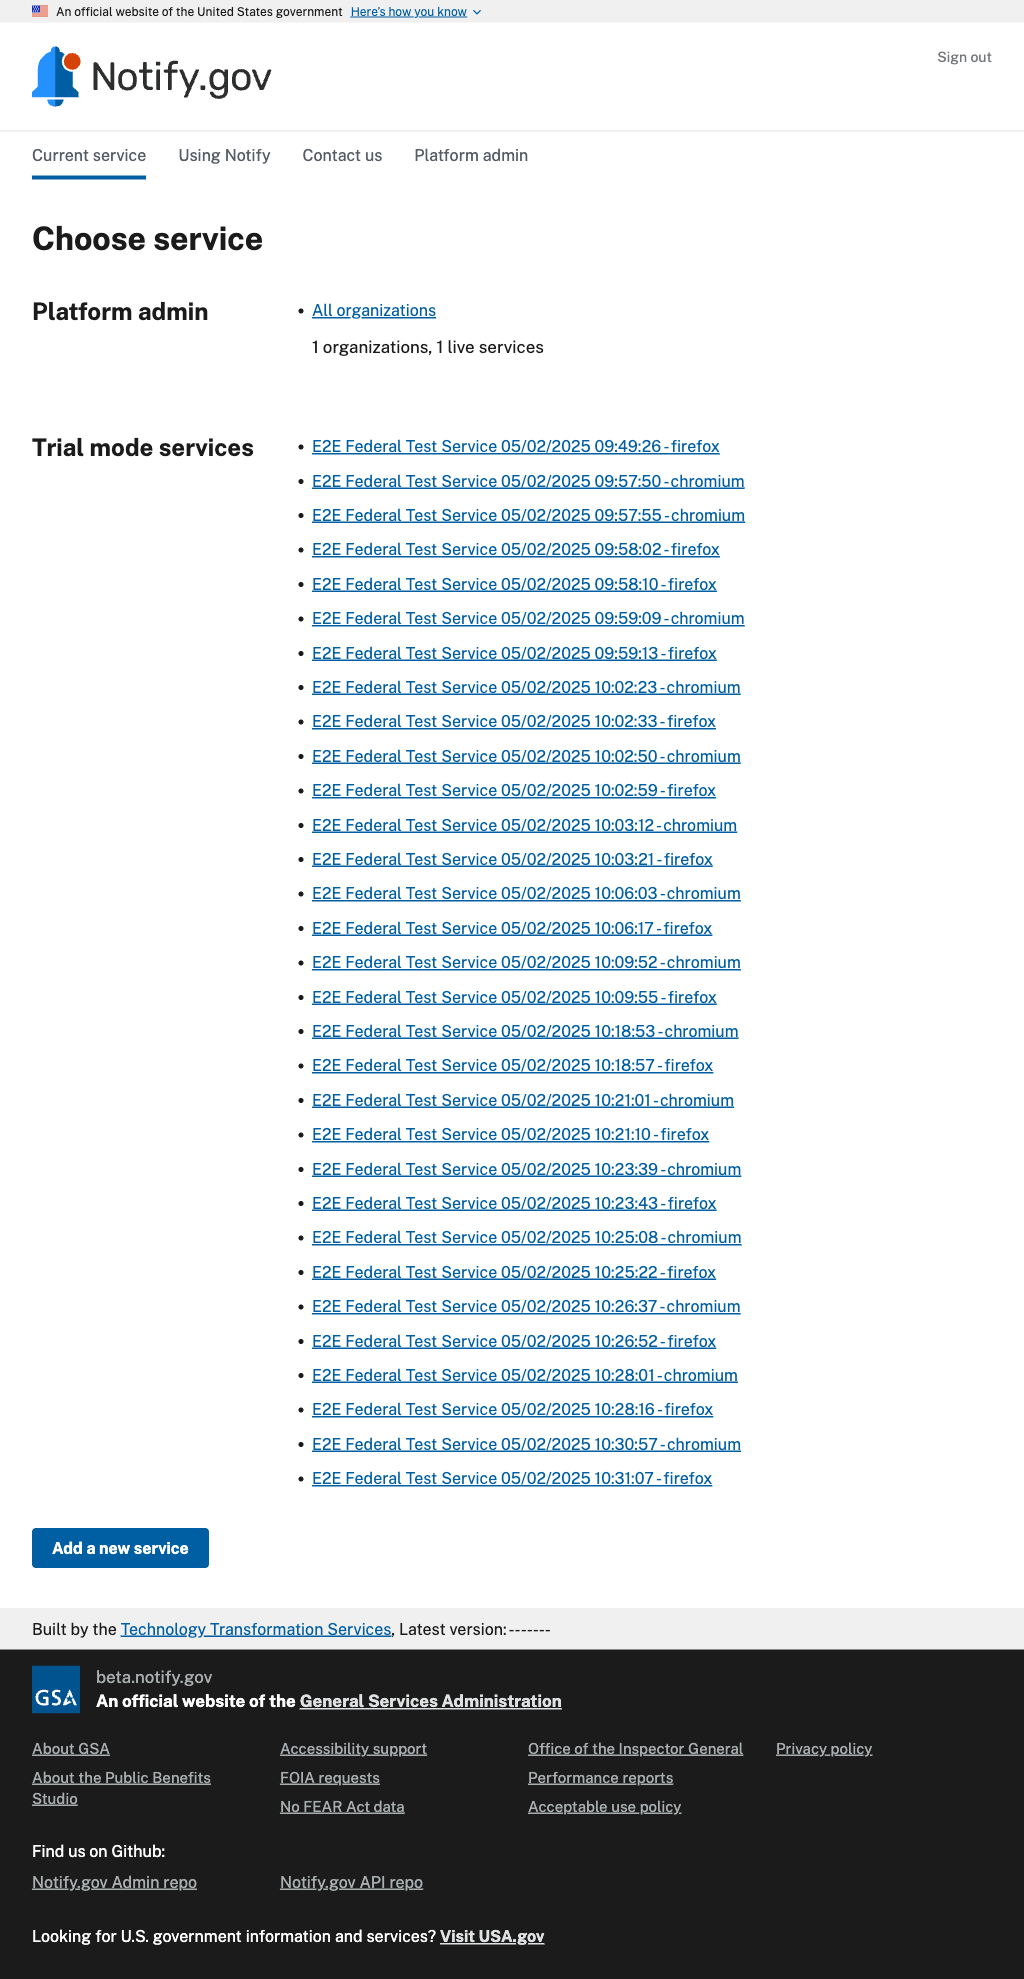 An official website of the United States government Here's how you know
Notify.gov
Sign out
Current service Using Notify Contact us Platform admin
Choose service
Platform admin
All organizations
1 organizations, 1 live services
Trial mode services
E2E Federal Test Service 05/02/2025 09:49:26 - firefox
E2E Federal Test Service 05/02/2025 09:57:50 - chromium
E2E Federal Test Service 05/02/2025 09:57:55 - chromium
E2E Federal Test Service 05/02/2025 09:58:02 - firefox
E2E Federal Test Service 05/02/2025 09:58:10 - firefox
E2E Federal Test Service 05/02/2025 09:59:09 - chromium
E2E Federal Test Service 05/02/2025 09:59:13 - firefox
E2E Federal Test Service 05/02/2025 10:02:23 - chromium
E2E Federal Test Service 05/02/2025 10:02:33 - firefox
E2E Federal Test Service 05/02/2025 10:02:50 - chromium
E2E Federal Test Service 05/02/2025 10:02:59 - firefox
E2E Federal Test Service 05/02/2025 10:03:12 - chromium
E2E Federal Test Service 05/02/2025 10:03:21 - firefox
E2E Federal Test Service 05/02/2025 10:06:03 - chromium
E2E Federal Test Service 05/02/2025 10:06:17 - firefox
E2E Federal Test Service 05/02/2025 10:09:52 - chromium
E2E Federal Test Service 05/02/2025 10:09:55 - firefox
E2E Federal Test Service 05/02/2025 10:18:53 - chromium
E2E Federal Test Service 05/02/2025 10:18:57 - firefox
E2E Federal Test Service 05/02/2025 10:21:01 - chromium
E2E Federal Test Service 05/02/2025 10:21:10 - firefox
E2E Federal Test Service 05/02/2025 10:23:39 - chromium
E2E Federal Test Service 05/02/2025 10:23:43 - firefox
E2E Federal Test Service 05/02/2025 10:25:08 - chromium
E2E Federal Test Service 05/02/2025 10:25:22 - firefox
E2E Federal Test Service 05/02/2025 10:26:37 - chromium
E2E Federal Test Service 05/02/2025 10:26:52 - firefox
E2E Federal Test Service 05/02/2025 10:28:01 - chromium
E2E Federal Test Service 05/02/2025 10:28:16 - firefox
E2E Federal Test Service 05/02/2025 10:30:57 - chromium
E2E Federal Test Service 05/02/2025 10:31:07 - firefox
Add a new service
Built by the Technology Transformation Services, Latest version: -------
GSA
beta.notify.gov
An official website of the General Services Administration
About GSA
About the Public Benefits
Studio
Accessibility support
FOIA requests
No FEAR Act data
Office of the Inspector General
Performance reports
Acceptable use policy
Privacy policy
Find us on Github:
Notify.gov Admin repo
Notify.gov API repo
Looking for U.S. government information and services? Visit USA.gov